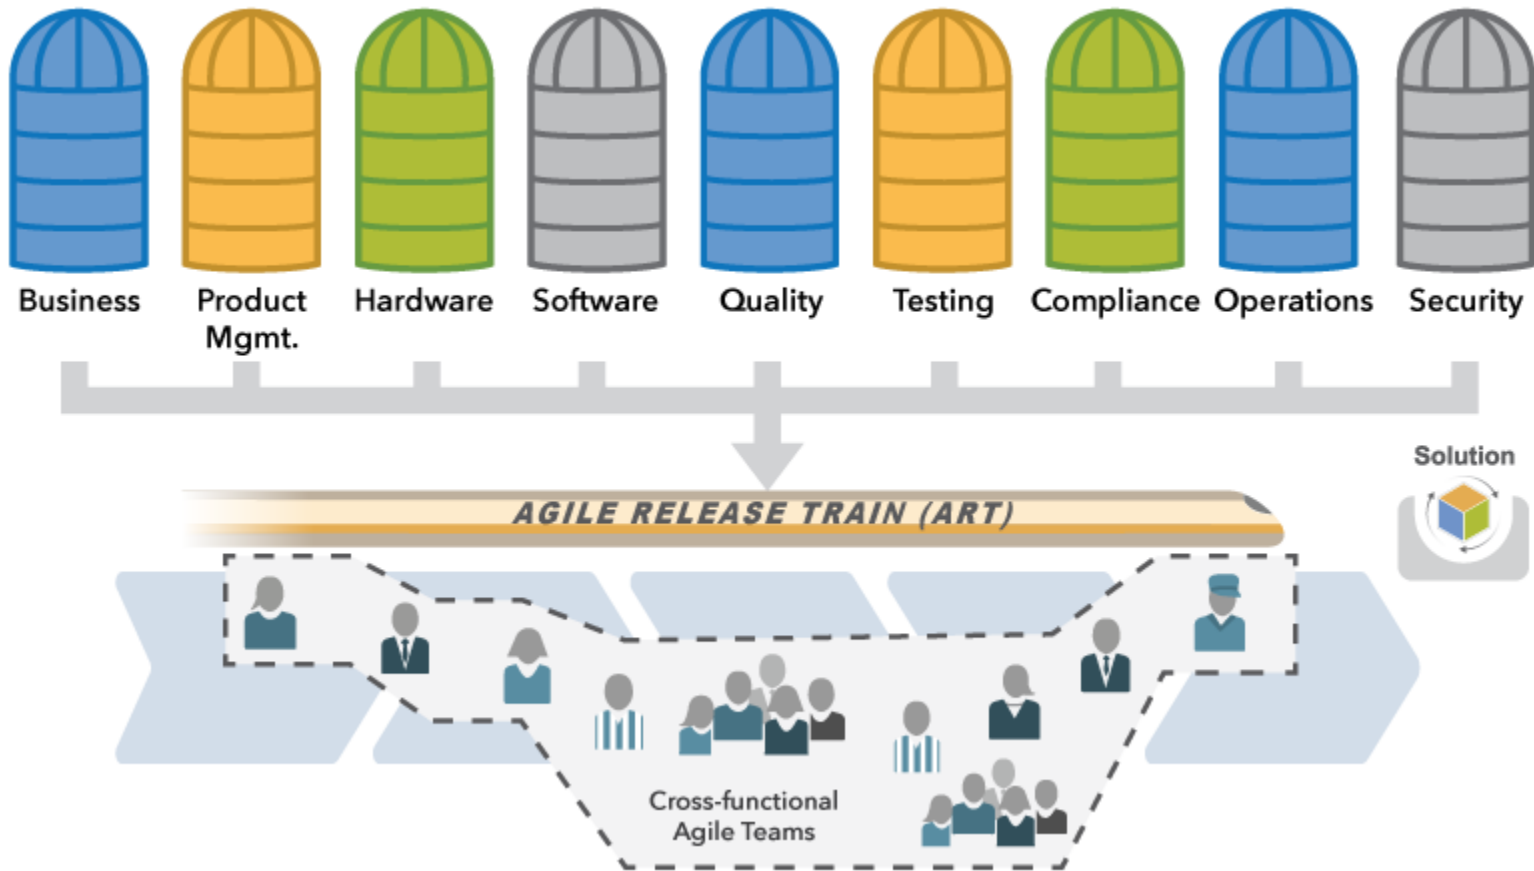 Business
Product
Mgmt.
Hardware
Software
Quality
Testing
Compliance
Operations
Security
Solution
AGILE RELEASE TRAIN (ART)
Cross-functional
Agile Teams